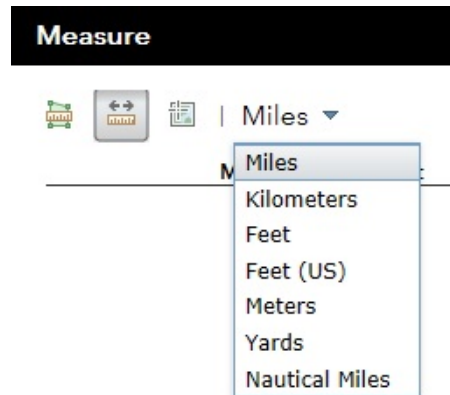 Measure
| Miles
Miles
Kilometers
Feet
Feet (US)
Meters
Yards
Nautical Miles